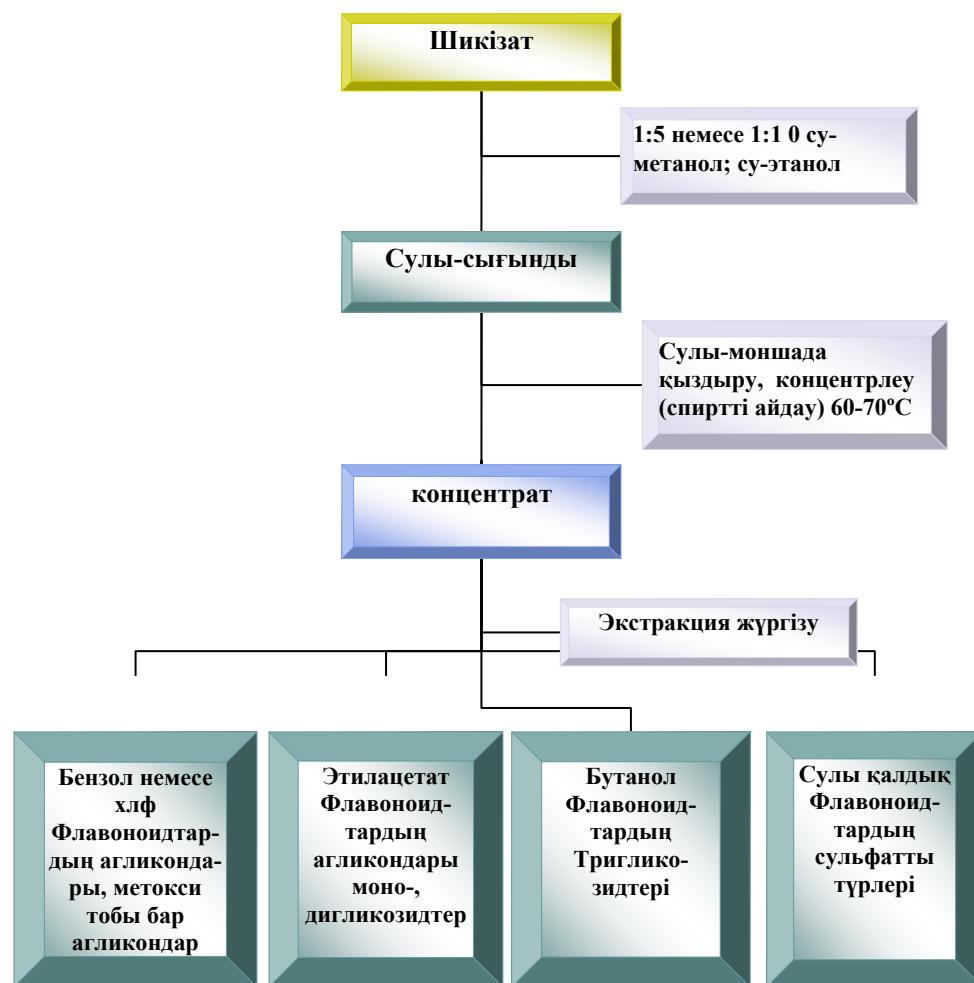 Шикізат
1:5 немесе 1:1 0 су-
метанол; су-этанол
Сулы-сығынды
Сулы-моншада
қыздыру, концентрлеу
(спиртті айдау) 60-70ºС
концентрат
Экстракция жүргізу
Бензол немесе
хлф
Флавоноидтар-
дың агликонда-
ры, метокси
тобы бар
агликондар
Этилацетат
Флавоноид-
тардың
агликондары
моно-,
дигликозидтер
Бутанол
Флавоноид-
тардың
Триглико-
зидтері
Сулы қалдық
Флавоноид-
тардың
сульфатты
түрлері